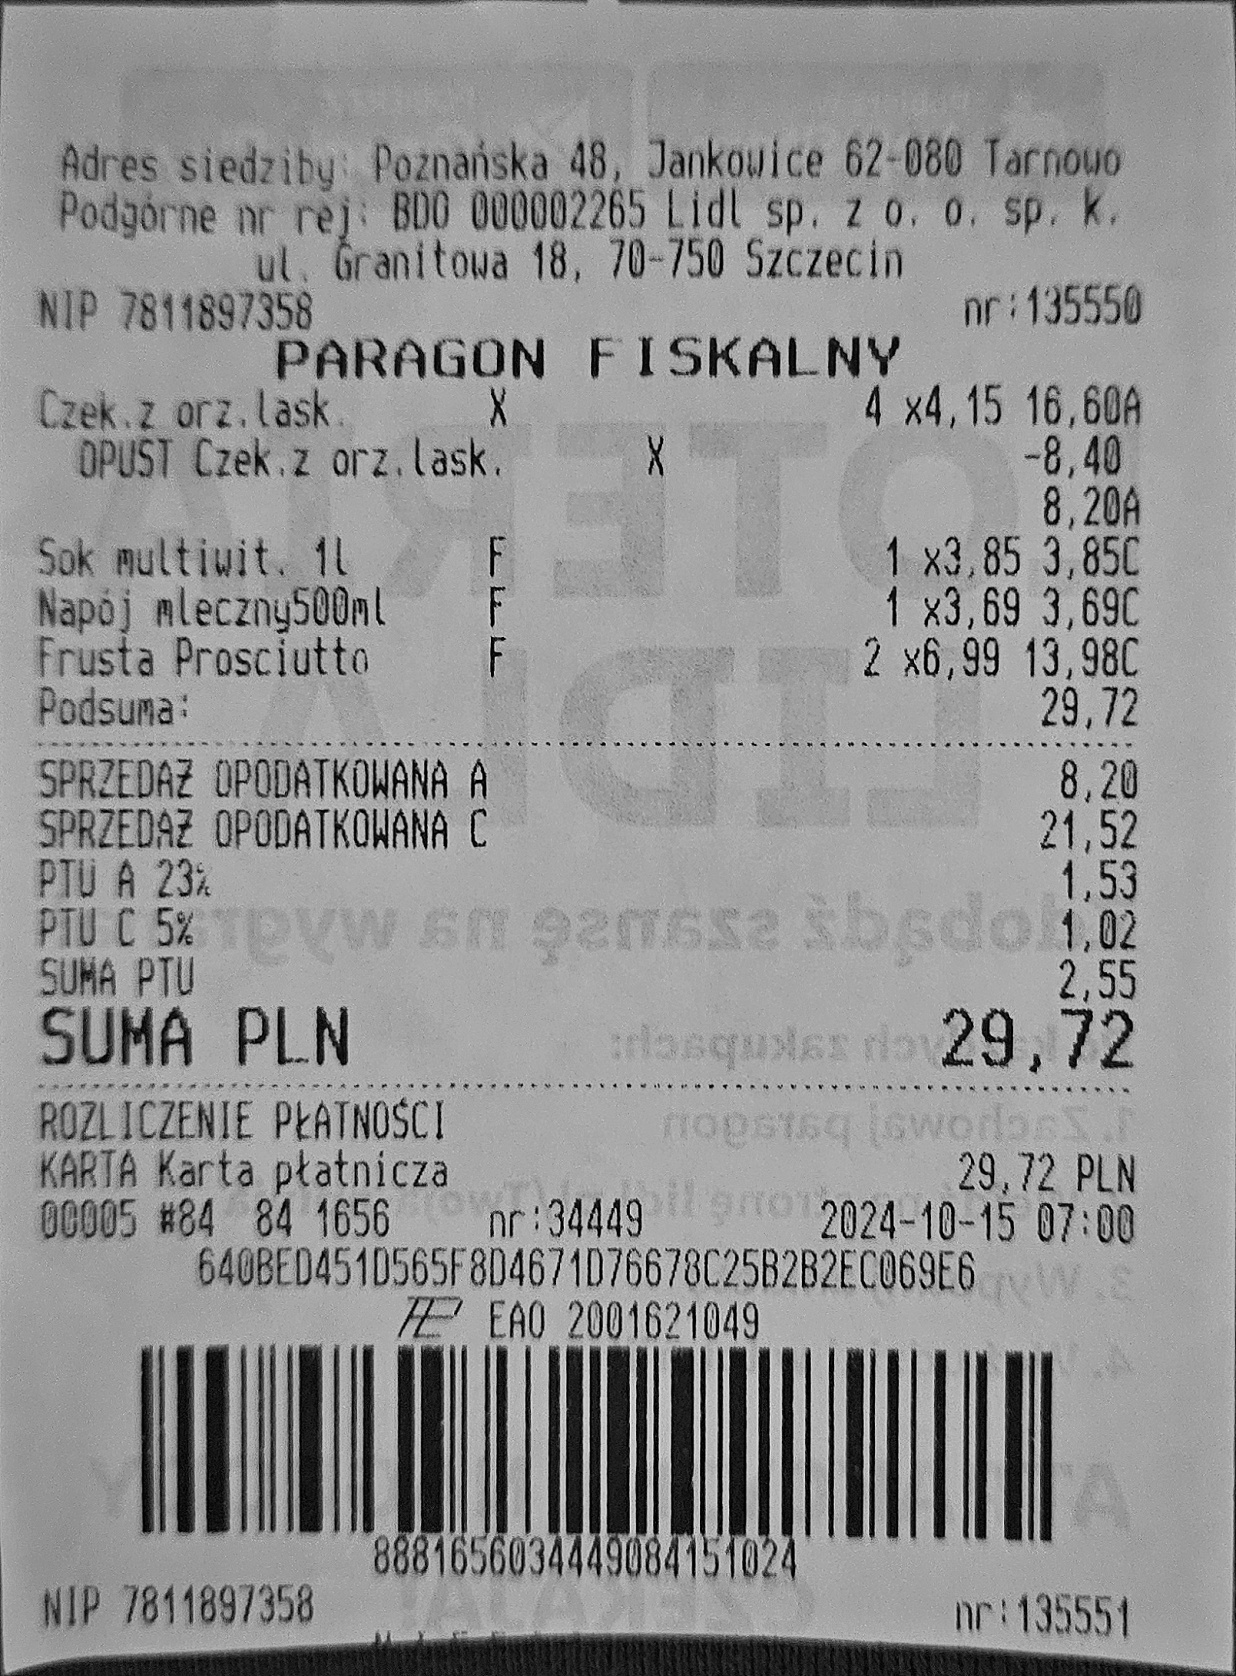 Adres siedziby: Poznańska 48, Jankowice 62-080 Tarnowo
Podgórne nr rej: BDO 000002265 Lidl sp. z o. o. sp. k.
ul. Granitowa 18, 70-750 Szczecin
NIP 7811897358 nr:135550
PARAGON FISKALNY
Czek.z orz.lask. X 4 x4,15 16,60A
OPUST Czek.z orz.lask. X -8,40
8,20A
Sok multiwit. 1l F 1 x3,85 3,85C
Napój mleczny500ml F 1 x3,69 3,69C
Frusta Prosciutto F 2 x6,99 13,98C
Podsuma: 29,72
SPRZEDAŻ OPODATKOWANA A 8,20
SPRZEDAŻ OPODATKOWANA C 21,52
PTU A 23% 1,53
PTU C 5% 1,02
SUMA PTU 2,55
SUMA PLN 29,72
ROZLICZENIE PŁATNOŚCI
KARTA Karta płatnicza 29,72 PLN
00005 #84 84 1656 nr:34449 2024-10-15 07:00
640BED451D565F8D4671D76678C25B2B2EC069E6
EAO 2001621049
8881656034449084151024
NIP 7811897358 nr:135551